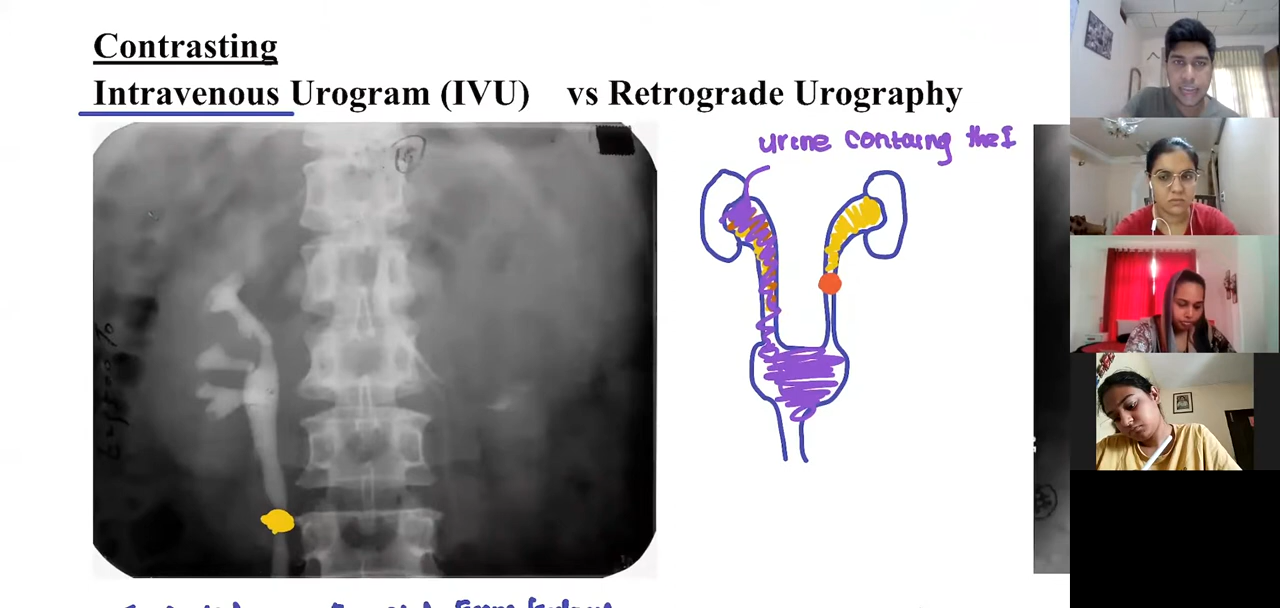 Contrasting
Intravenous Urogram (IVU) vs Retrograde Urography
urine containg the I